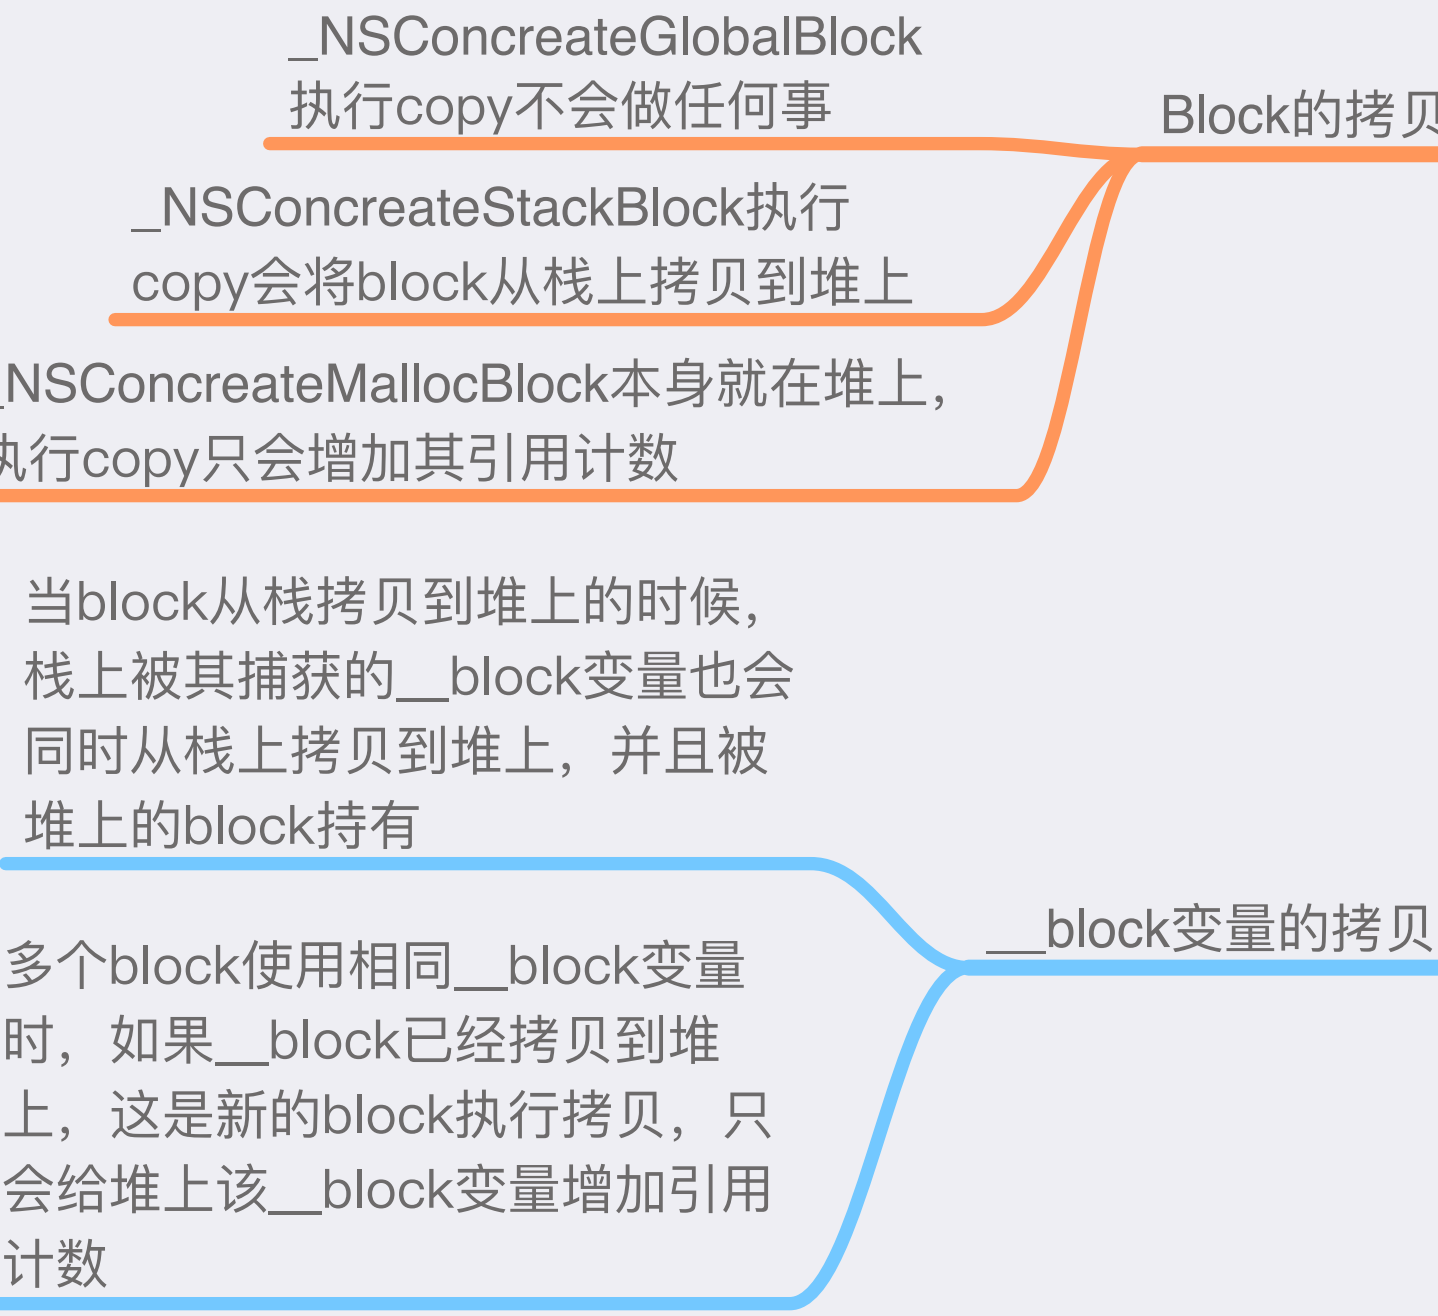 _NSConcreateGlobalBlock
执行copy不会做任何事
Block的拷贝
_NSConcreateStackBlock执行
copy会将block从栈上拷贝到堆上
_NSConcreateMallocBlock本身就在堆上，
执行copy只会增加其引用计数
当block从栈拷贝到堆上的时候，
栈上被其捕获的__block变量也会
同时从栈上拷贝到堆上，并且被
堆上的block持有
__block变量的拷贝
多个block使用相同__block变量
时，如果__block已经拷贝到堆
上，这是新的block执行拷贝，只
会给堆上该__block变量增加引用
计数